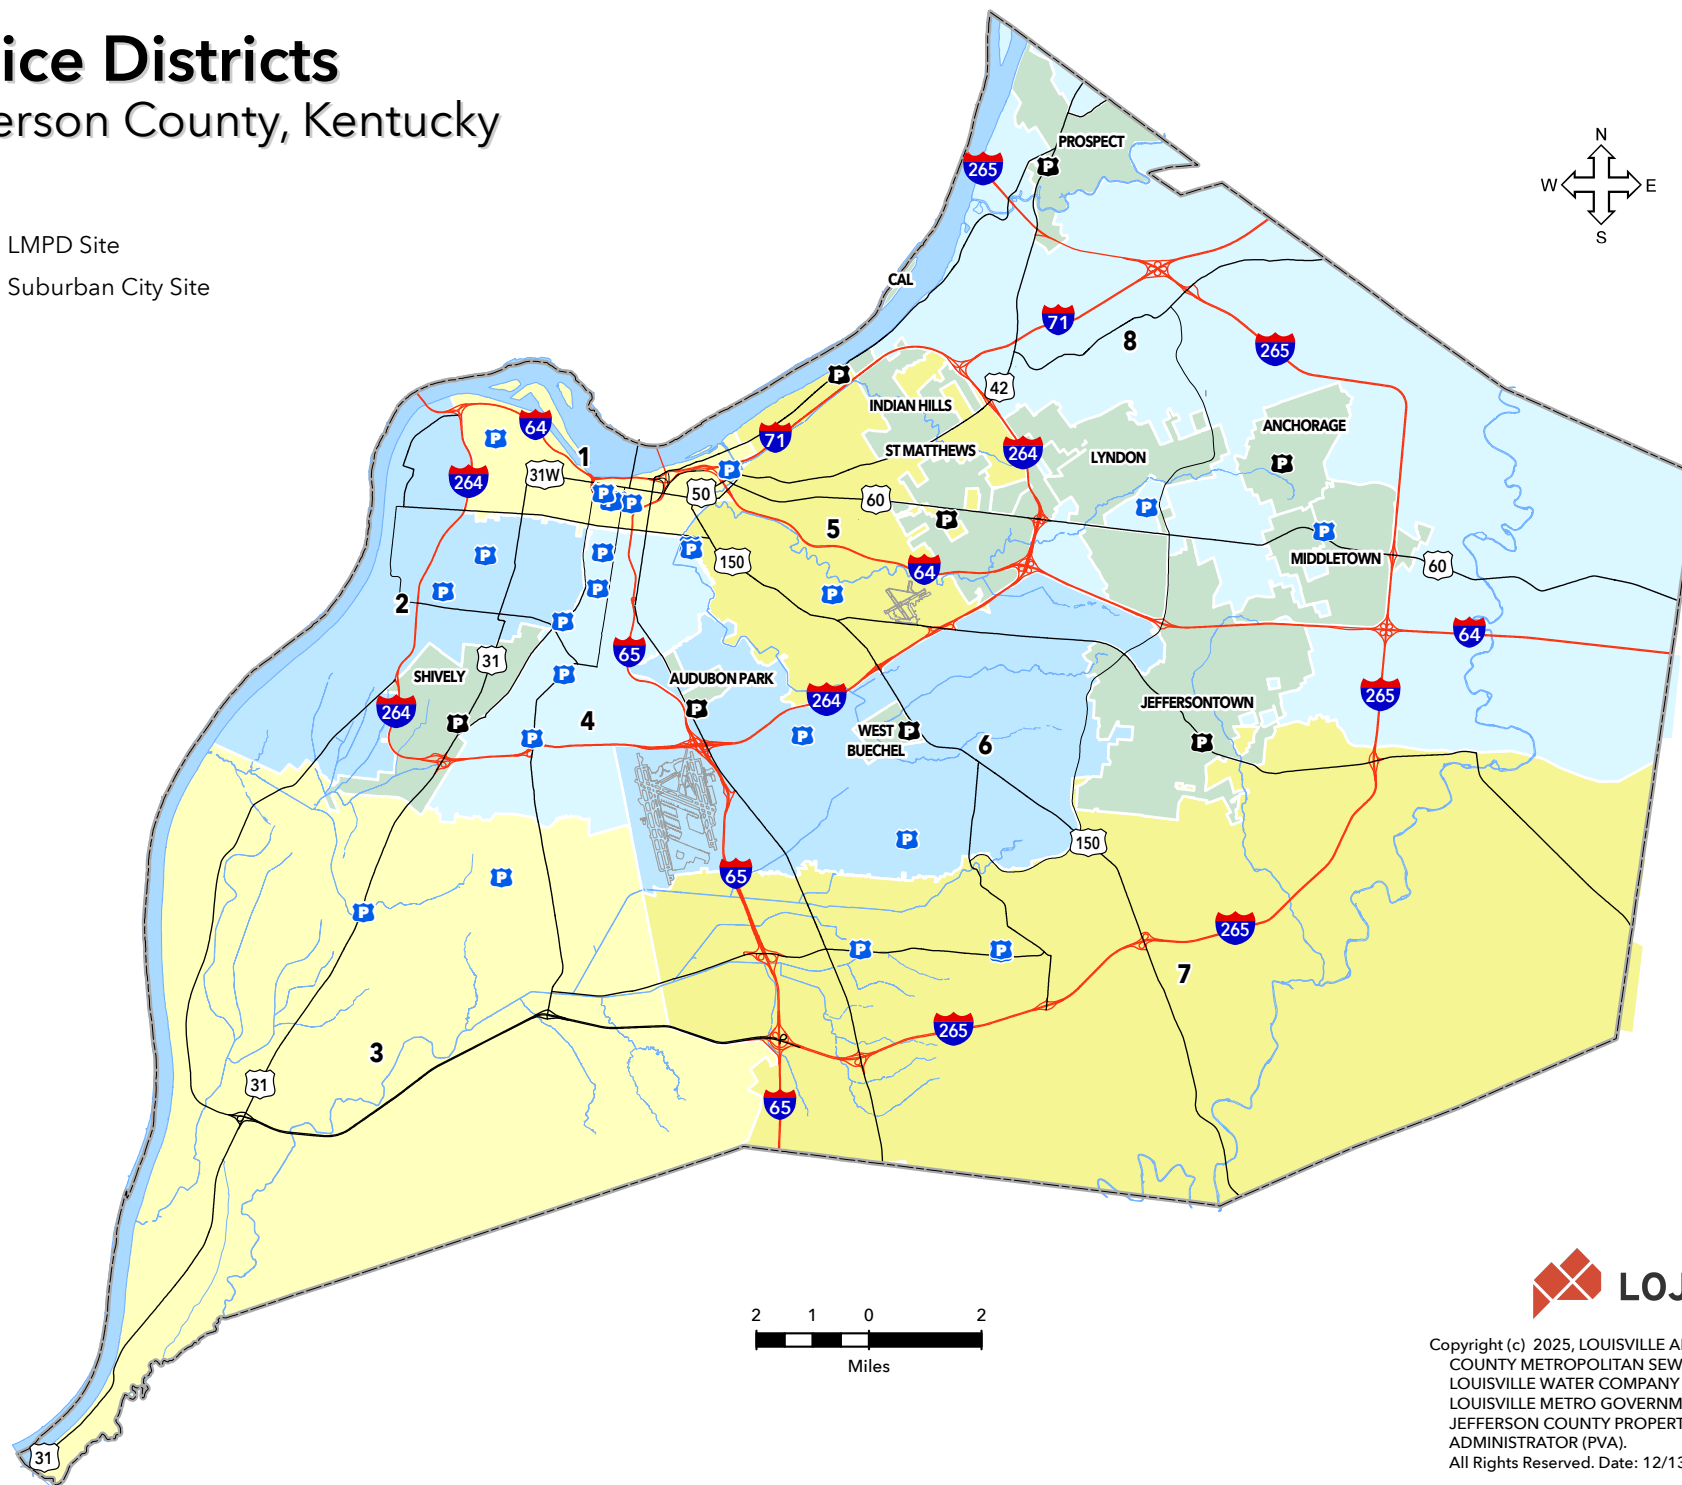 ice Districts
erson County, Kentucky
N
W E
S
LMPD Site
Suburban City Site
PROSPECT
265
CAL
71
8
265
42
INDIAN HILLS
ANCHORAGE
64
71
ST MATTHEWS
264
LYNDON
1
31W
264
50
60
5
MIDDLETOWN
60
150
64
2
64
31
65
SHIVELY
AUDUBON PARK
264
265
JEFFERSONTOWN
264
4
WEST
BUECHEL
6
150
65
265
7
265
3
31
65
2 1 0 2
Miles
31
LOJ
Copyright (c) 2025, LOUISVILLE A
COUNTY METROPOLITAN SEW
LOUISVILLE WATER COMPANY
LOUISVILLE METRO GOVERNM
JEFFERSON COUNTY PROPERT
ADMINISTRATOR (PVA).
All Rights Reserved. Date: 12/13